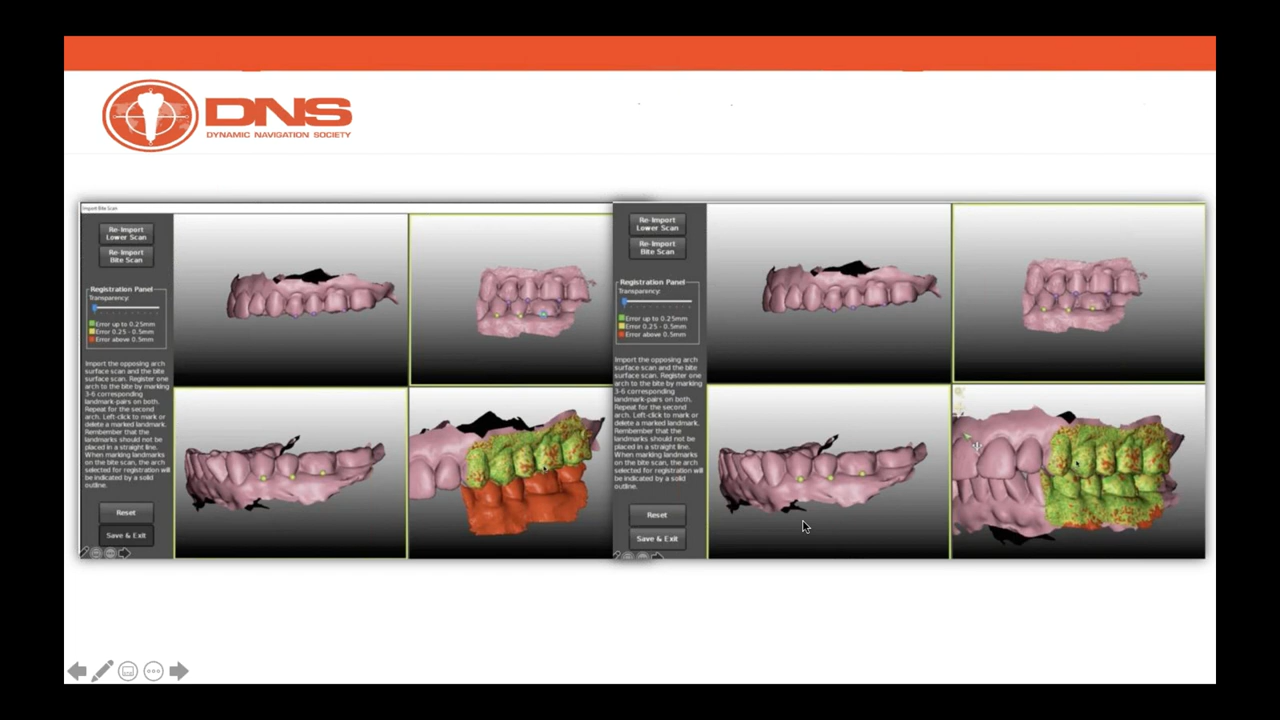 DNS
DYNAMIC NAVIGATION SOCIETY
Import Bite Scan
Re-Import
Lower Scan
Re-Import
Bite Scan
Registration Panel
Transparency:
Error up to 0.25mm
Error 0.25 - 0.5mm
Error above 0.5mm
Import the opposing arch
surface scan and the bite
surface scan. Register one
arch to the bite by marking
3-6 corresponding
landmark-pairs on both.
Repeat for the second
arch. Left-click to mark or
delete a marked landmark.
Rembember that the
landmarks should not be
placed in a straight line.
When marking landmarks
on the bite scan, the arch
selected for registration will
be indicated by a solid
outline.
Reset
Save & Exit
Re-Import
Lower Scan
Re-Import
Bite Scan
Registration Panel
Transparency:
Error up to 0.25mm
Error 0.25 - 0.5mm
Error above 0.5mm
Import the opposing arch
surface scan and the bite
surface scan. Register one
arch to the bite by marking
3-6 corresponding
landmark-pairs on both.
Repeat for the second
arch. Left-click to mark or
delete a marked landmark.
Rembember that the
landmarks should not be
placed in a straight line.
When marking landmarks
on the bite scan, the arch
selected for registration will
be indicated by a solid
outline.
Reset
Save & Exit